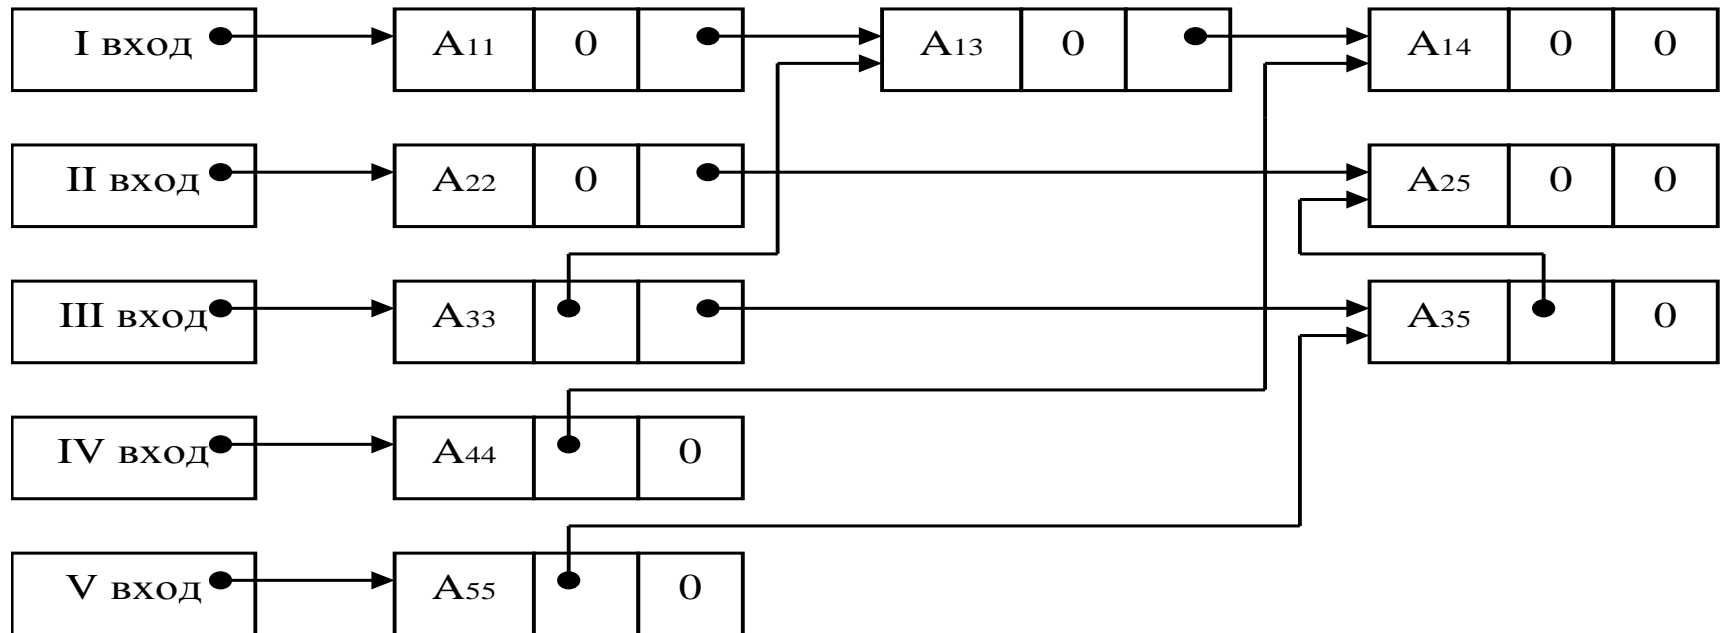 I вход A11 0 A13 0 A14 0 0
II вход A22 0 A25 0 0
III вход A33 A35 0
IV вход A44 0
V вход A55 0